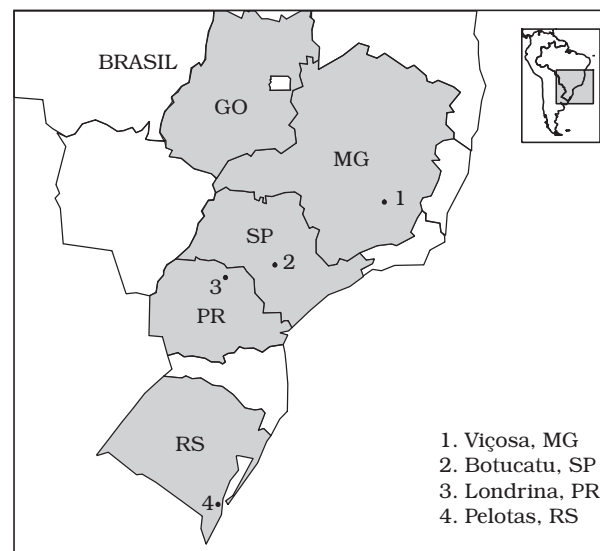 BRASIL
GO
MG
1
SP
2
3
PR
RS
4
1. Viçosa, MG
2. Botucatu, SP
3. Londrina, PR
4. Pelotas, RS